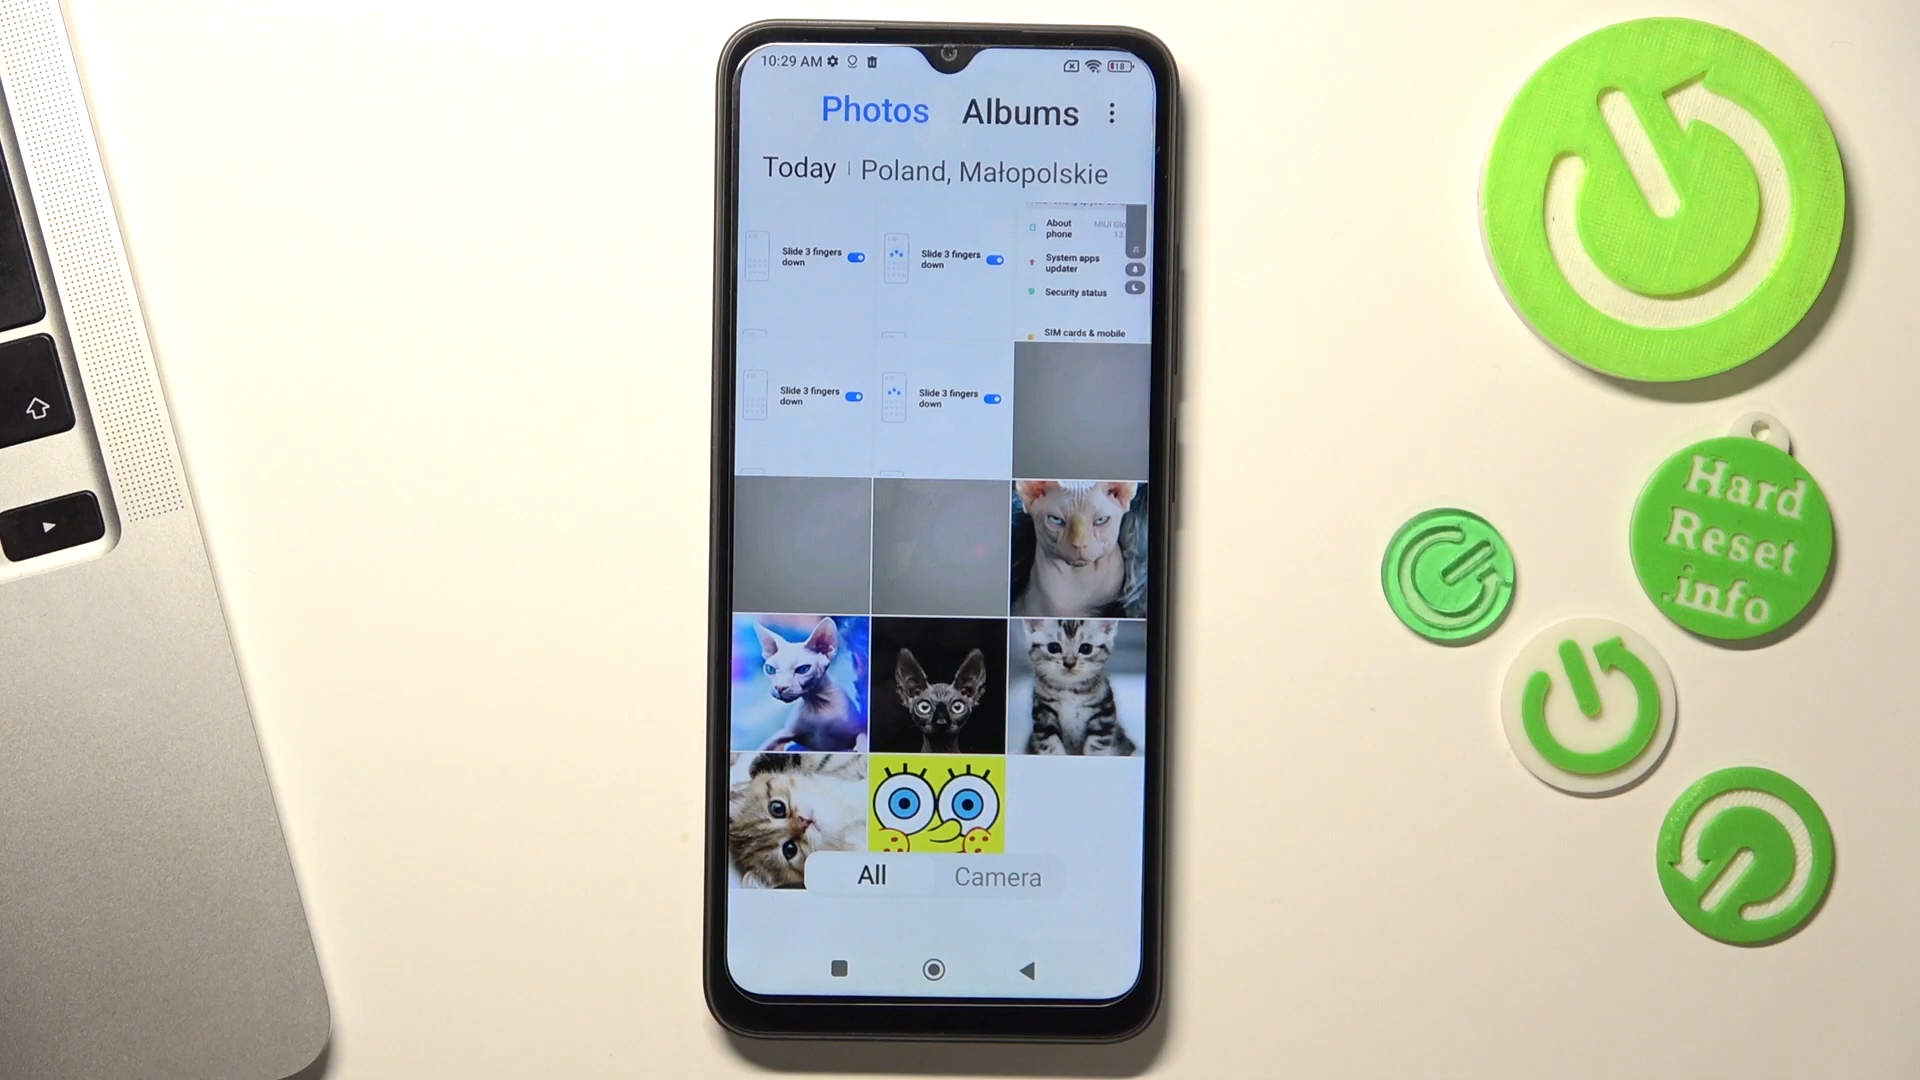 10:29 AM
18
Photos Albums
Today | Poland, Małopolskie
Slide 3 fingers
down
Slide 3 fingers
down
About
phone
System apps
updater
Security status
SIM cards & mobile
Slide 3 fingers
down
Slide 3 fingers
down
All Camera
Hard
Reset
.info